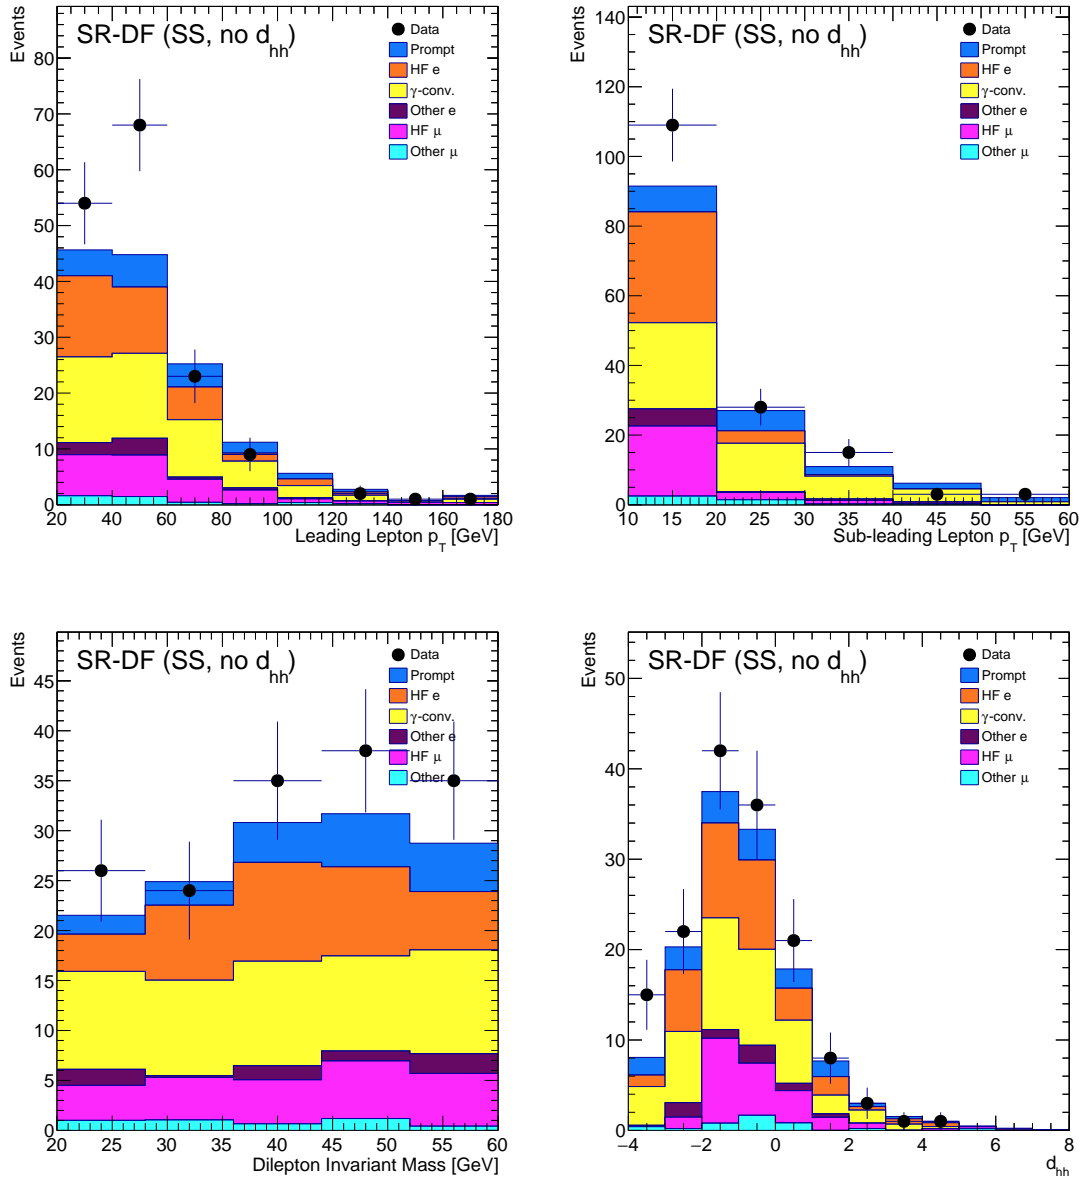 Events
SR-DF (SS, no d_hh)
Data
Prompt
HF e
γ-conv.
Other e
HF μ
Other μ
80
70
60
50
40
30
20
10
0
20 40 60 80 100 120 140 160 180
Leading Lepton p_T [GeV]
Events
SR-DF (SS, no d_hh)
Data
Prompt
HF e
γ-conv.
Other e
HF μ
Other μ
140
120
100
80
60
40
20
0
10 15 20 25 30 35 40 45 50 55 60
Sub-leading Lepton p_T [GeV]
Events
SR-DF (SS, no d_hh)
Data
Prompt
HF e
γ-conv.
Other e
HF μ
Other
45
40
35
30
25
20
15
10
5
0
20 25 30 35 40 45 50 55 60
Dilepton Invariant Mass [GeV]
Events
SR-DF (SS, no d_hh)
Data
Prompt
HF e
γ-conv.
Other e
HF μ
Other μ
50
40
30
20
10
0
−4 −2 0 2 4 6 8
d_hh